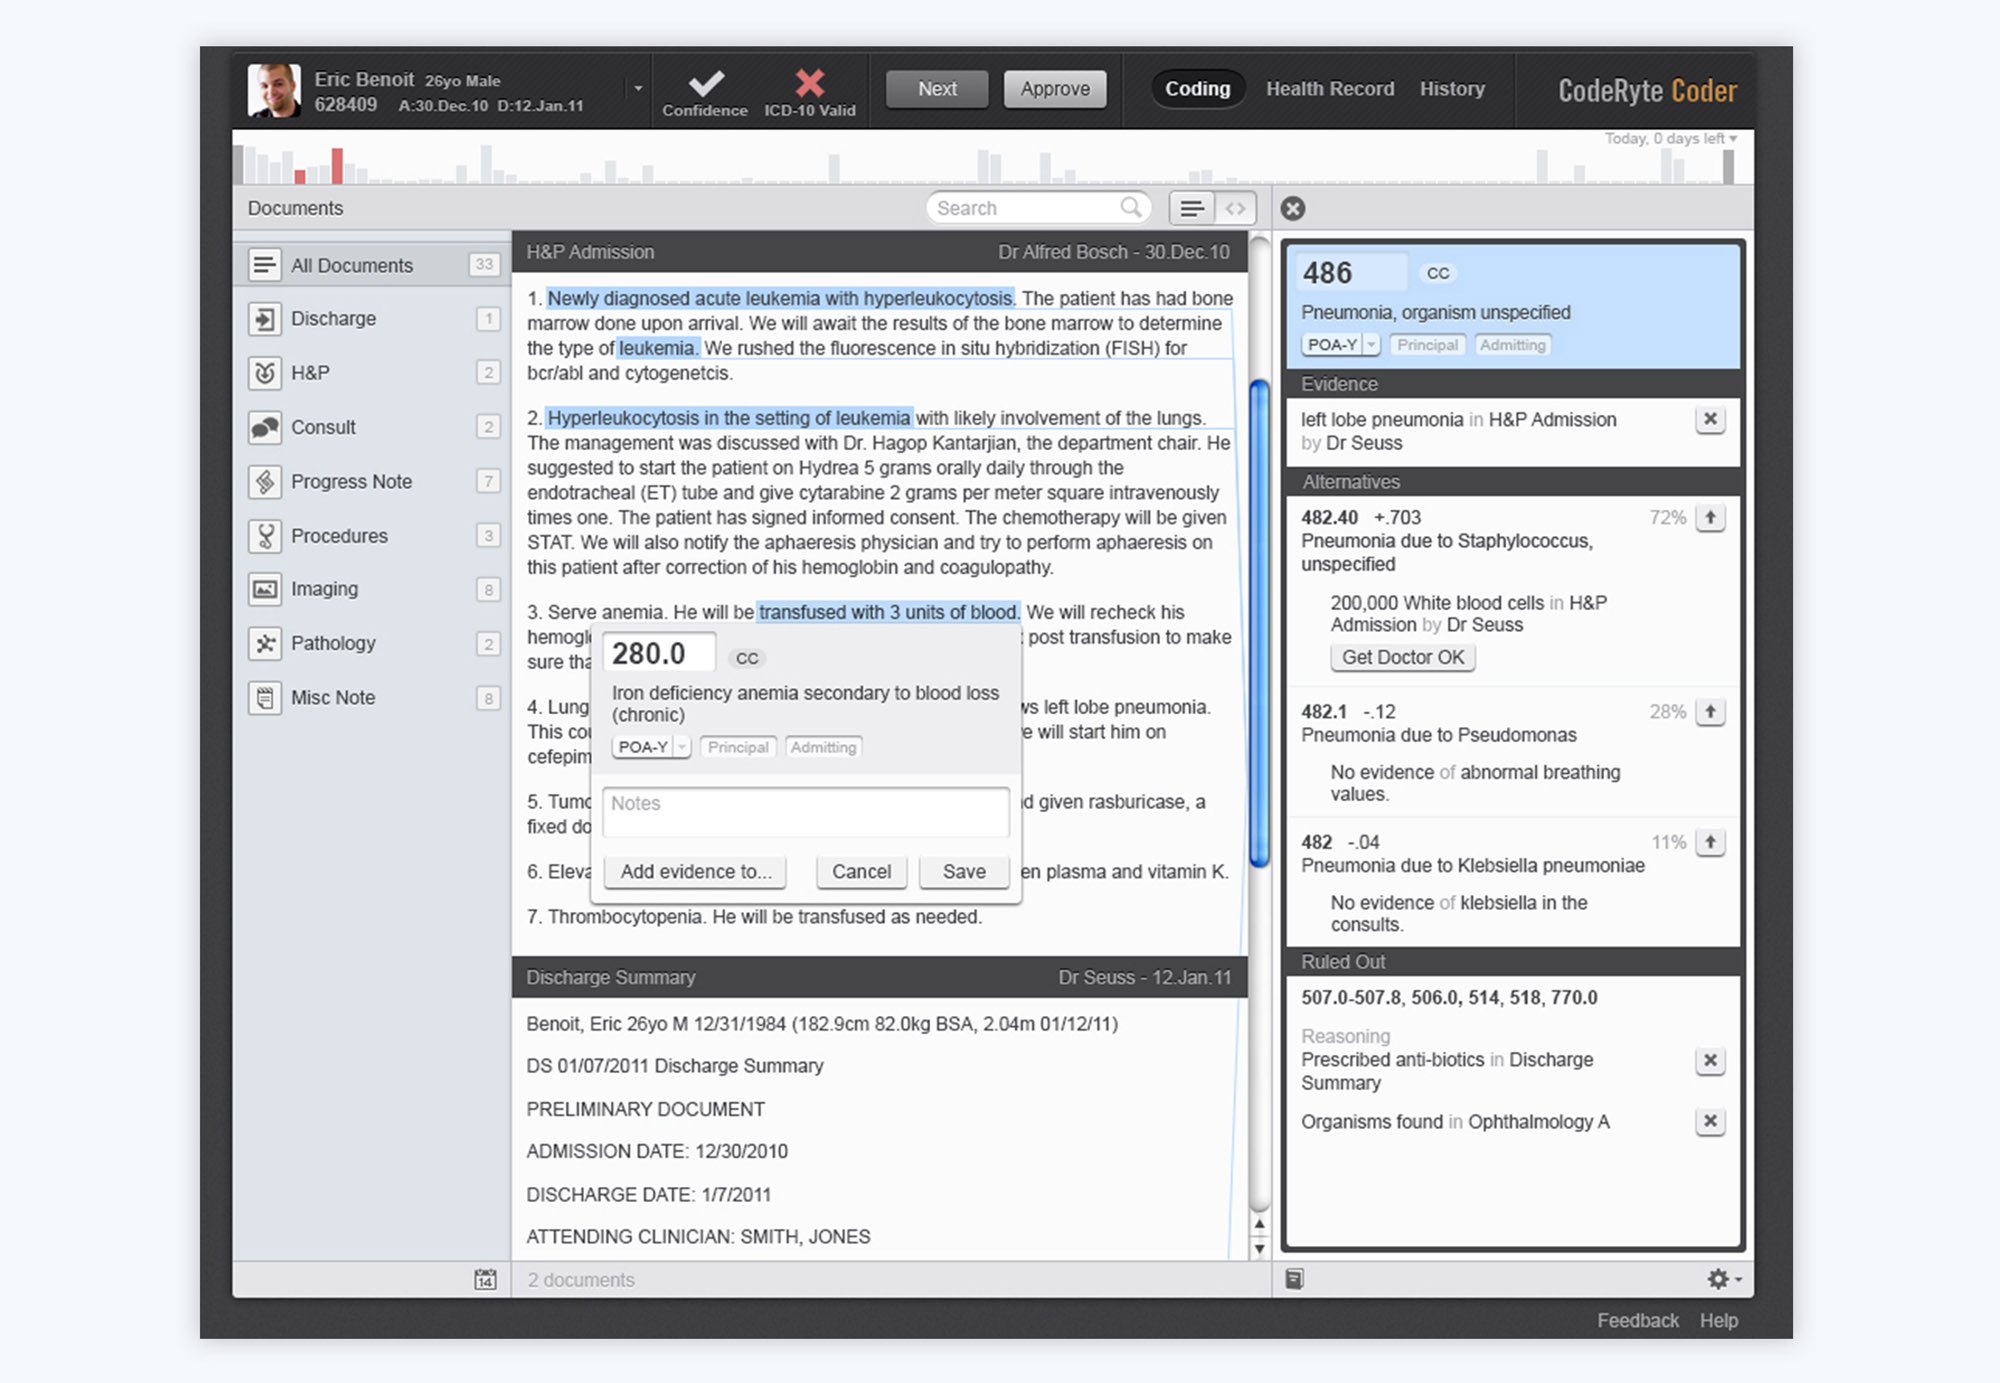 Eric Benoit 26yo Male
628409 A:30.Dec.10 D:12.Jan.11
Confidence
ICD-10 Valid
Next
Approve
Coding
Health Record
History
CodeRyte Coder
Today, 0 days left
Documents
Search
All Documents 33
Discharge 1
H&P 2
Consult 2
Progress Note 7
Procedures 3
Imaging 8
Pathology 2
Misc Note 8
14
H&P Admission Dr Alfred Bosch - 30.Dec.10
1. Newly diagnosed acute leukemia with hyperleukocytosis. The patient has had bone
marrow done upon arrival. We will await the results of the bone marrow to determine
the type of leukemia. We rushed the fluorescence in situ hybridization (FISH) for
bcr/abl and cytogenetcis.
2. Hyperleukocytosis in the setting of leukemia with likely involvement of the lungs.
The management was discussed with Dr. Hagop Kantarjian, the department chair. He
suggested to start the patient on Hydrea 5 grams orally daily through the
endotracheal (ET) tube and give cytarabine 2 grams per meter square intravenously
times one. The patient has signed informed consent. The chemotherapy will be given
STAT. We will also notify the aphaeresis physician and try to perform aphaeresis on
this patient after correction of his hemoglobin and coagulopathy.
3. Serve anemia. He will be transfused with 3 units of blood. We will recheck his
hemogl post transfusion to make
sure tha
4. Lung ws left lobe pneumonia.
This cou e will start him on
cefepim
5. Tumo d given rasburicase, a
fixed do
6. Eleva en plasma and vitamin K.
7. Thrombocytopenia. He will be transfused as needed.
280.0 CC
Iron deficiency anemia secondary to blood loss
(chronic)
POA-Y Principal Admitting
Notes
Add evidence to... Cancel Save
Discharge Summary Dr Seuss - 12.Jan.11
Benoit, Eric 26yo M 12/31/1984 (182.9cm 82.0kg BSA, 2.04m 01/12/11)
DS 01/07/2011 Discharge Summary
PRELIMINARY DOCUMENT
ADMISSION DATE: 12/30/2010
DISCHARGE DATE: 1/7/2011
ATTENDING CLINICIAN: SMITH, JONES
2 documents
486 CC
Pneumonia, organism unspecified
POA-Y Principal Admitting
Evidence
left lobe pneumonia in H&P Admission
by Dr Seuss
Alternatives
482.40 +.703 72%
Pneumonia due to Staphylococcus,
unspecified
200,000 White blood cells in H&P
Admission by Dr Seuss
Get Doctor OK
482.1 -.12 28%
Pneumonia due to Pseudomonas
No evidence of abnormal breathing
values.
482 -.04 11%
Pneumonia due to Klebsiella pneumoniae
No evidence of klebsiella in the
consults.
Ruled Out
507.0-507.8, 506.0, 514, 518, 770.0
Reasoning
Prescribed anti-biotics in Discharge
Summary
Organisms found in Ophthalmology A
Feedback Help